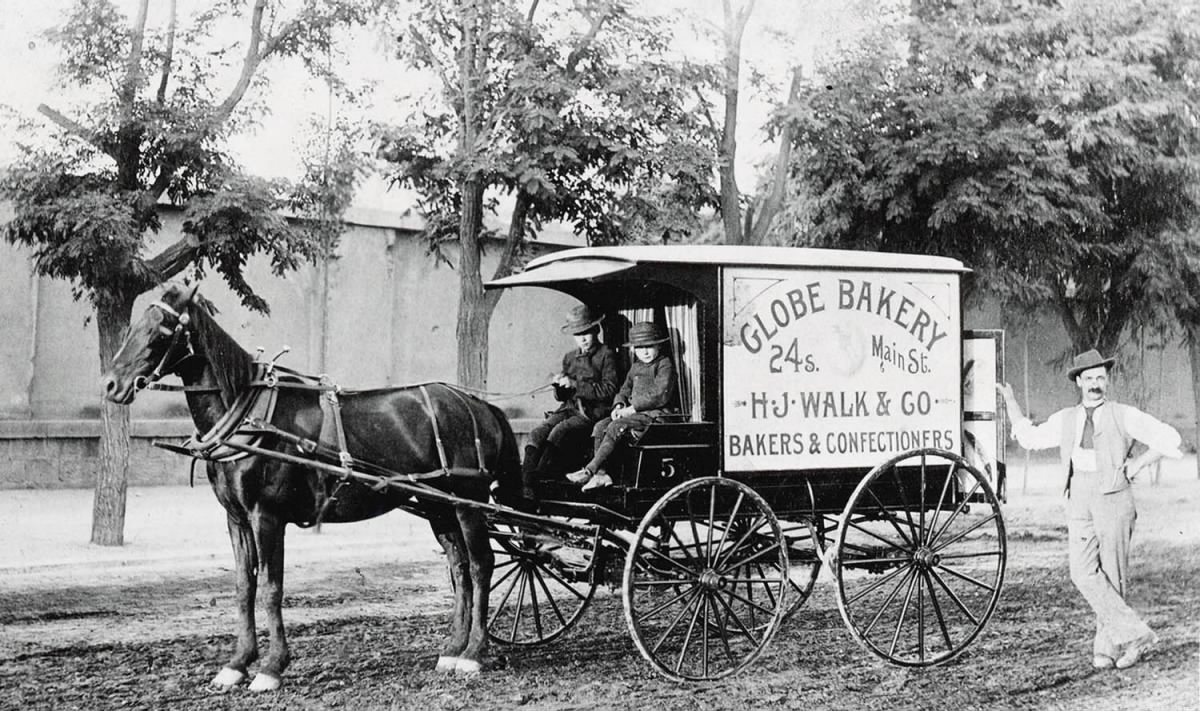 GLOBE BAKERY
24 S. Main St.
H.J. WALK & CO
BAKERS & CONFECTIONERS
5